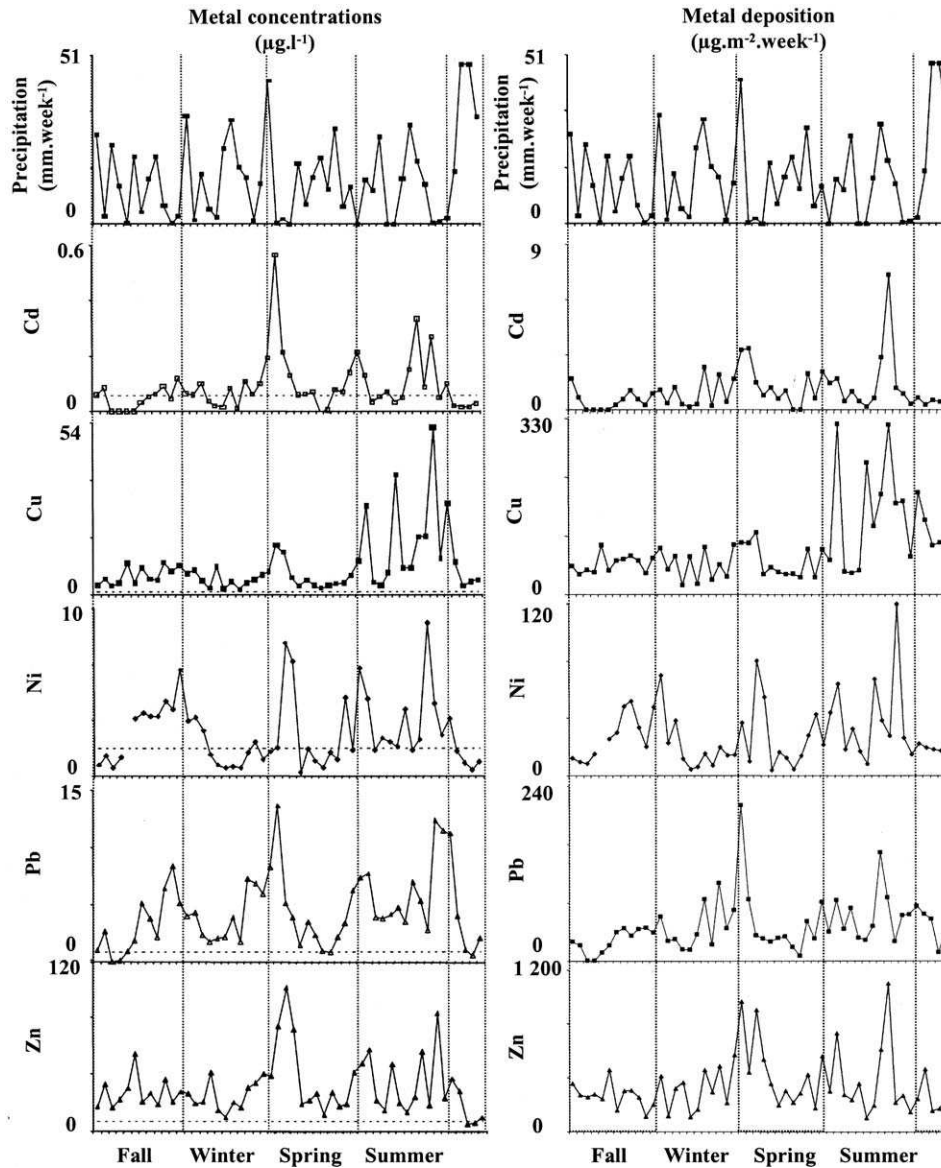 Metal concentrations
(µg.l⁻¹)
Metal deposition
(µg.m⁻².week⁻¹)
51
Precipitation
(mm.week⁻¹)
0
51
Precipitation
(mm.week⁻¹)
0
0.6
Cd
0
9
Cd
0
54
Cu
0
330
Cu
0
10
Ni
0
120
Ni
0
15
Pb
0
240
Pb
0
120
Zn
0
1 200
Zn
0
Fall Winter Spring Summer
Fall Winter Spring Summer